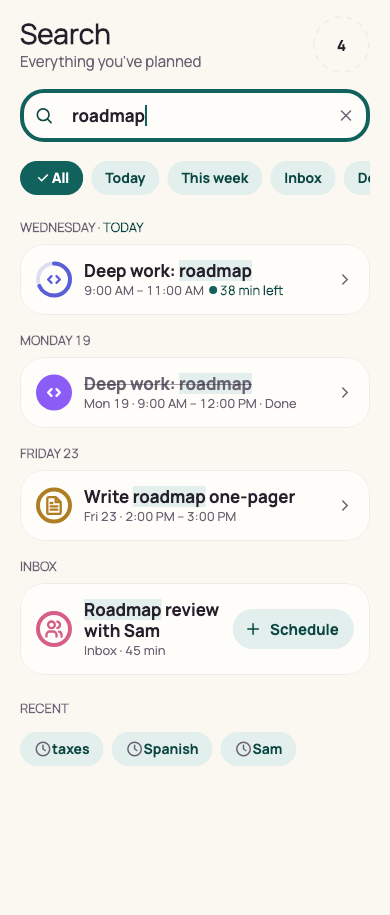 Search
Everything you've planned
4
roadmap
All
Today
This week
Inbox
WEDNESDAY · TODAY
Deep work: roadmap
9:00 AM – 11:00 AM
38 min left
MONDAY 19
Deep work: roadmap
Mon 19 · 9:00 AM – 12:00 PM · Done
FRIDAY 23
Write roadmap one-pager
Fri 23 · 2:00 PM – 3:00 PM
INBOX
Roadmap review
with Sam
Inbox · 45 min
Schedule
RECENT
taxes
Spanish
Sam